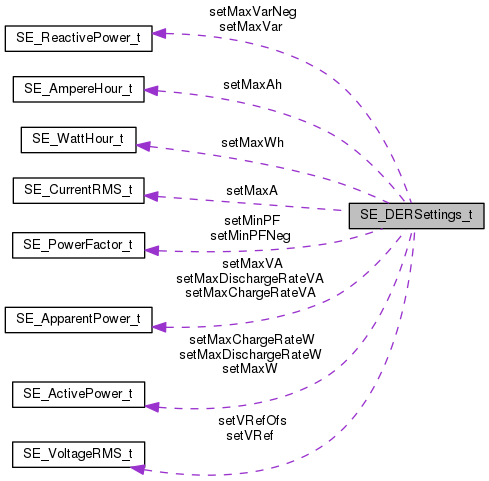 setMaxVarNeg
setMaxVar
SE_ReactivePower_t
SE_AmpereHour_t
setMaxAh
SE_WattHour_t
setMaxWh
SE_CurrentRMS_t
setMaxA
SE_DERSettings_t
SE_PowerFactor_t
setMinPF
setMinPFNeg
setMaxVA
setMaxDischargeRateVA
setMaxChargeRateVA
SE_ApparentPower_t
setMaxChargeRateW
setMaxDischargeRateW
setMaxW
SE_ActivePower_t
setVRefOfs
setVRef
SE_VoltageRMS_t